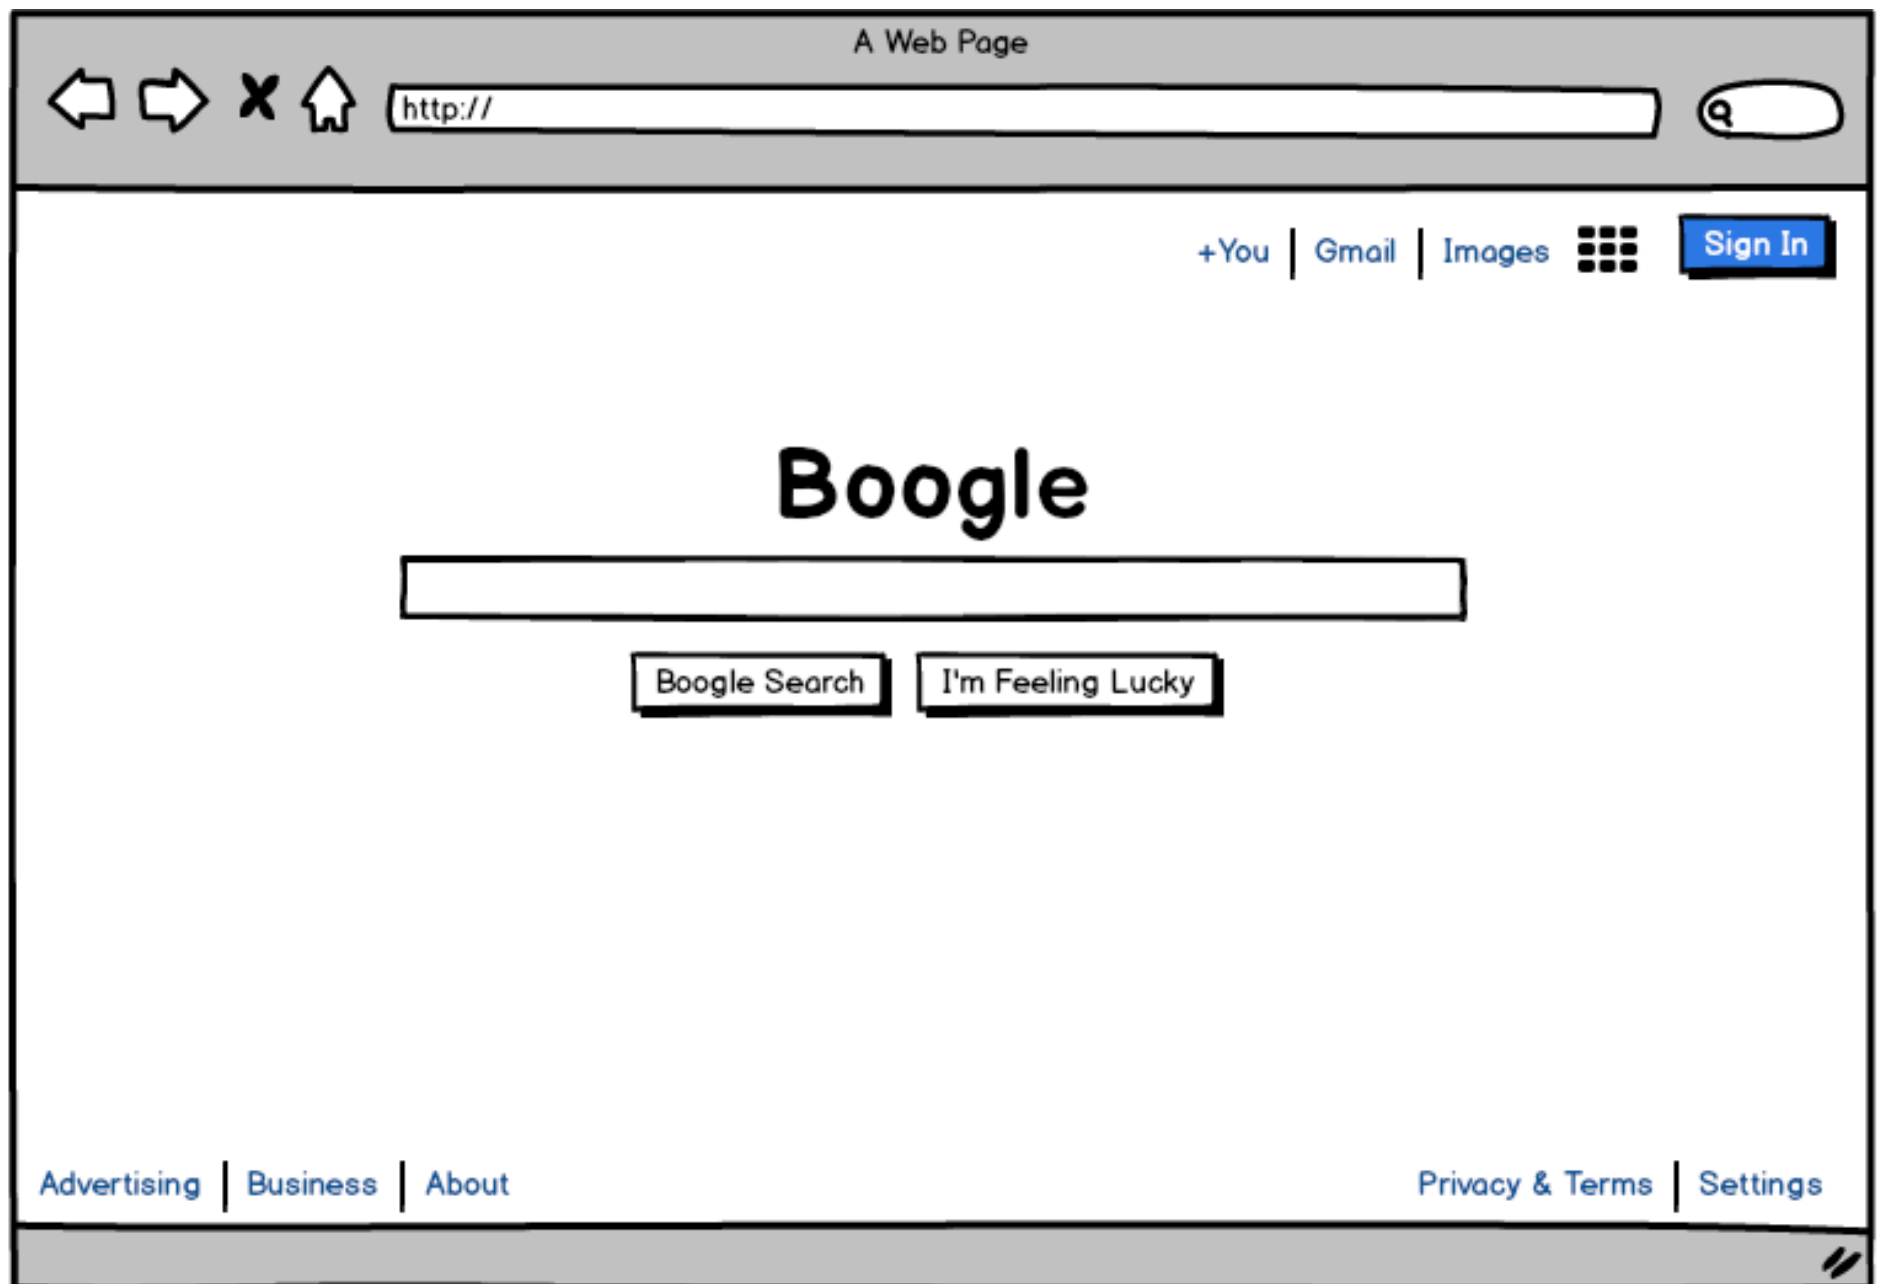 A Web Page
http://
+You Gmail Images Sign In
Boogle
Boogle Search I'm Feeling Lucky
Advertising Business About Privacy & Terms Settings